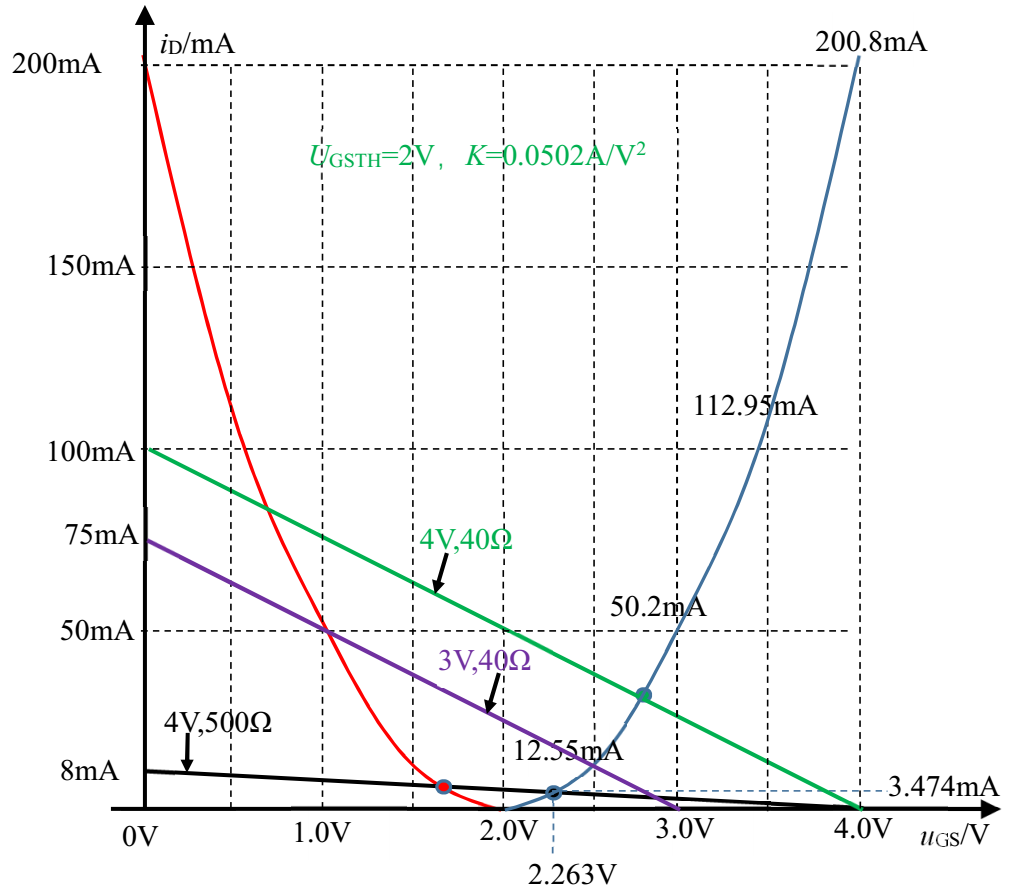 iD/mA
200.8mA
200mA
UGSTH=2V, K=0.0502A/V²
150mA
112.95mA
100mA
4V,40Ω
75mA
50.2mA
50mA
3V,40Ω
4V,500Ω
12.55mA
8mA
3.474mA
0V
1.0V
2.0V
3.0V
4.0V
uGS/V
2.263V